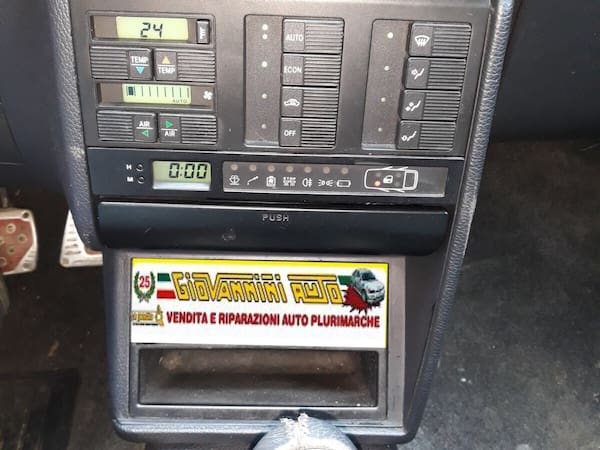 24
TEMP
TEMP
AUTO
AIR
AIR
AUTO
ECON
OFF
H
M
0:00
PUSH
25
GIOVANNINI AUTO
VENDITA E RIPARAZIONI AUTO PLURIMARCHE